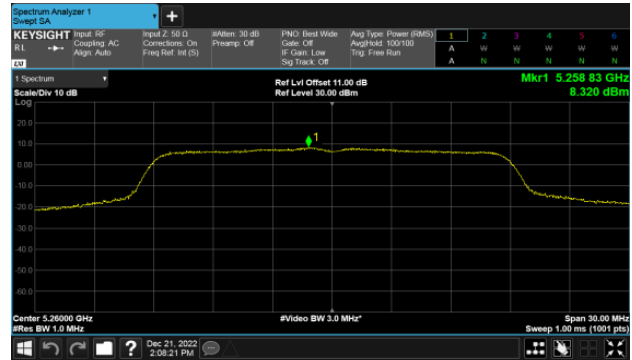 Spectrum Analyzer 1
Swept SA
+
KEYSIGHT
RL
Input: RF
Coupling: AC
Align: Auto
Input Z: 50 Ω
Corrections: On
Freq Ref: Int (S)
#Atten: 30 dB
Preamp: Off
PNO: Best Wide
Gate: Off
IF Gain: Low
Sig Track: Off
Avg Type: Power (RMS)
Avg|Hold: 100/100
Trig: Free Run
1 2 3 4 5 6
A W W W W W
A N N N N N
LXI
1 Spectrum
Scale/Div 10 dB
Log
Ref Lvl Offset 11.00 dB
Ref Level 30.00 dBm
Mkr1 5.258 83 GHz
8.320 dBm
1
20.0
10.0
0.00
-10.0
-20.0
-30.0
-40.0
-50.0
-60.0
Center 5.26000 GHz
#Res BW 1.0 MHz
#Video BW 3.0 MHz*
Span 30.00 MHz
Sweep 1.00 ms (1001 pts)
?
Dec 21, 2022
2:08:21 PM